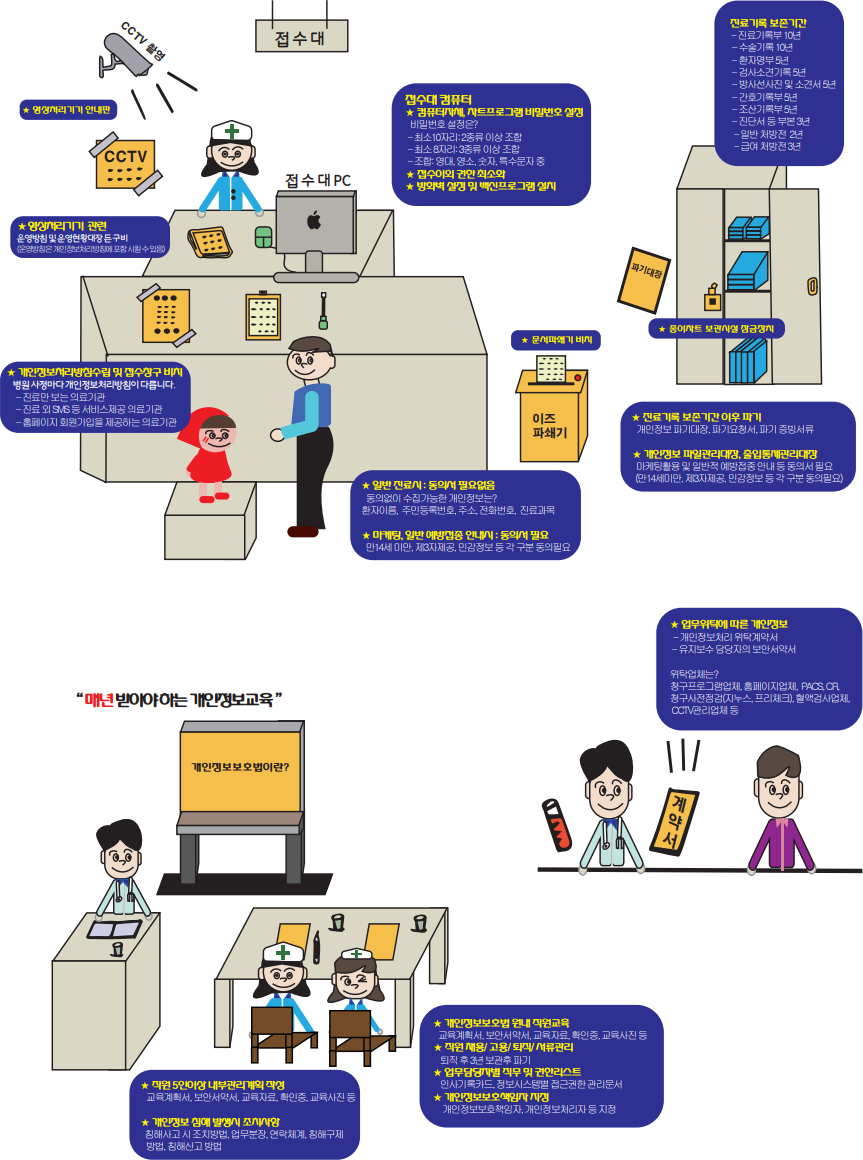 CCTV 촬영
접수대
★ 영상처리기기 안내판
CCTV
접수대 PC
★ 영상처리기기 관련
운영방침 및 운영현황대장 등 구비
(운영방침은 개인정보처리방침에 포함 시킬 수 있음)
접수대 컴퓨터
★ 컴퓨터자체, 챠트프로그램 비밀번호 설정
비밀번호 설정은?
– 최소10자리: 2종류 이상 조합
– 최소 8자리: 3종류 이상 조합
– 조합: 영대, 영소, 숫자, 특수문자 중
★ 접수이외 권한 최소화
★ 방화벽 설정 및 백신프로그램 설치
진료기록 보존기간
– 진료기록부 10년
– 수술기록 10년
– 환자명부 5년
– 검사소견기록 5년
– 방사선사진 및 소견서 5년
– 간호기록부 5년
– 조산기록부 5년
– 진단서 등 부본 3년
– 일반 처방전 2년
– 급여 처방전 3년
파기대장
★ 종이챠트 보관시설 잠금장치
★ 문서파쇄기 비치
이즈
파쇄기
★ 개인정보처리방침수립 및 접수창구 비치
병원 사정마다 개인정보처리방침이 다릅니다.
– 진료만 보는 의료기관
– 진료 외 SMS 등 서비스제공 의료기관
– 홈페이지 회원가입을 제공하는 의료기관
★ 진료기록 보존기간 이후 파기
개인정보 파기대장, 파기요청서, 파기 증빙서류
★ 개인정보 파일관리대장, 출입통제관리대장
마케팅활용 및 일반적 예방접종 안내 등 동의서 필요
(만14세미만, 제3자제공, 민감정보 등 각 구분 동의필요)
★ 일반 진료시 : 동의서 필요없음
동의없이 수집가능한 개인정보는?
환자이름, 주민등록번호, 주소, 전화번호, 진료과목
★ 마케팅, 일반 예방접종 안내시 : 동의서 필요
만14세 미만, 제3자제공, 민감정보 등 각 구분 동의필요
★ 업무위탁에 따른 개인정보
– 개인정보처리 위탁계약서
– 유지보수 담당자의 보안서약서
위탁업체는?
청구프로그램업체, 홈페이지업체, PACS, CR,
청구사전점검(지누스, 프리체크), 혈액검사업체,
CCTV관리업체 등
계약서
“ 매년 받아야 하는 개인정보교육 ”
개인정보보호법이란?
★ 개인정보보호법 원내 직원교육
교육계획서, 보안서약서, 교육자료, 확인증, 교육사진 등
★ 직원 채용/ 고용/ 퇴직/ 서류관리
퇴직 후 3년 보관후 파기
★ 업무담당자별 직무 및 권한리스트
인사기록카드, 정보시스템별 접근권한 관리문서
★ 개인정보보호책임자 지정
개인정보보호책임자, 개인정보처리자 등 지정
★ 직원 5인이상 내부관리계획 작성
교육계획서, 보안서약서, 교육자료, 확인증, 교육사진 등
★ 개인정보 침해 발생시 조치사항
침해사고 시 조치방법, 업무분장, 연락체계, 침해구제
방법, 침해신고 방법